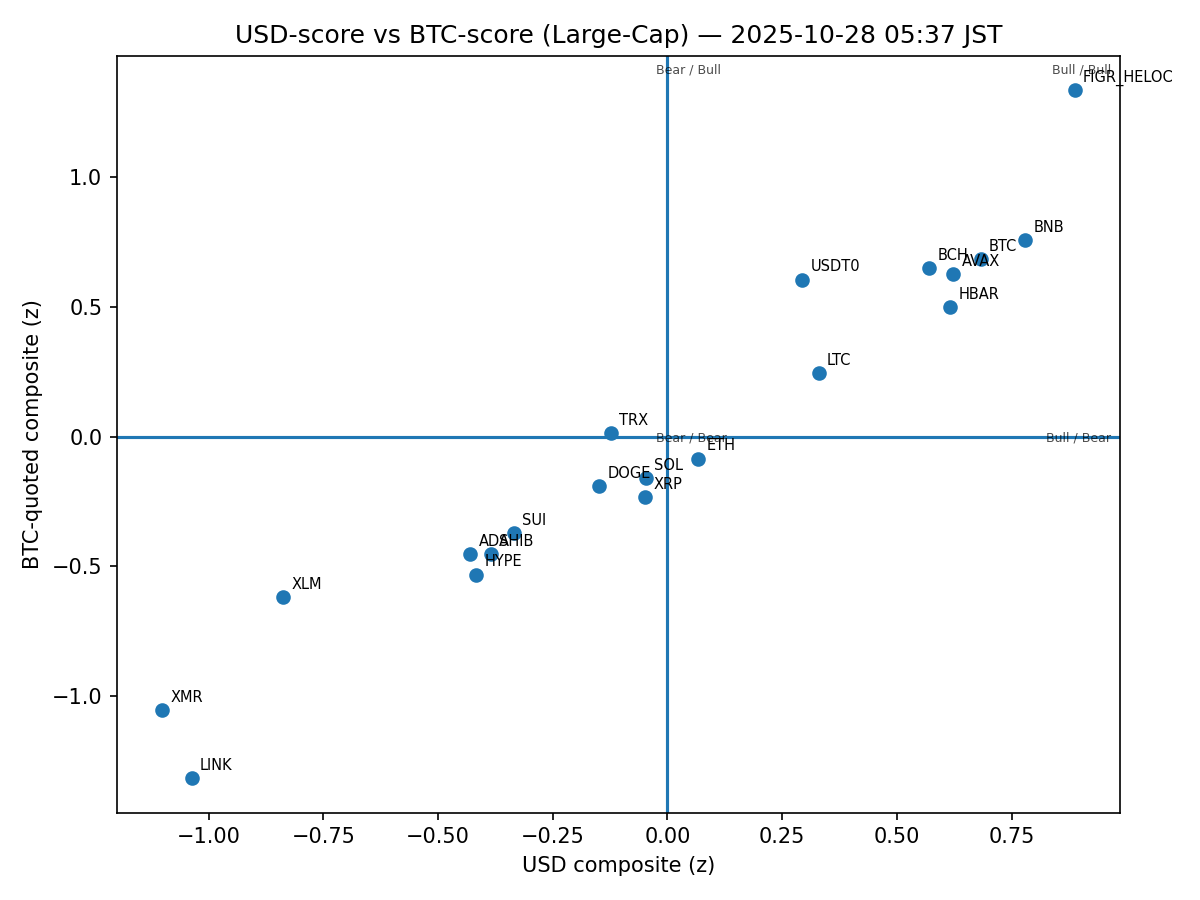 USD-score vs BTC-score (Large-Cap) — 2025-10-28 05:37 JST
Bear / Bull
Bull / Bull
FIGR_HELOC
1.0
BNB
BTC
BCH
AVAX
USDT0
HBAR
0.5
LTC
TRX
0.0
Bear / Bear
Bull / Bear
ETH
SOL
DOGE
XRP
SUI
ADA
SHIB
−0.5
HYPE
XLM
−1.0
XMR
LINK
−1.00
−0.75
−0.50
−0.25
0.00
0.25
0.50
0.75
USD composite (z)
BTC-quoted composite (z)